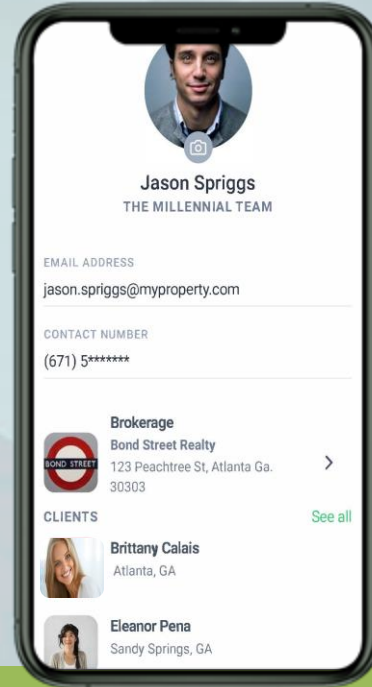 Jason Spriggs
THE MILLENNIAL TEAM
EMAIL ADDRESS
jason.spriggs@myproperty.com
CONTACT NUMBER
(671) 5*******
Brokerage
Bond Street Realty
123 Peachtree St, Atlanta Ga.
30303
BOND STREET
CLIENTS
See all
Brittany Calais
Atlanta, GA
Eleanor Pena
Sandy Springs, GA